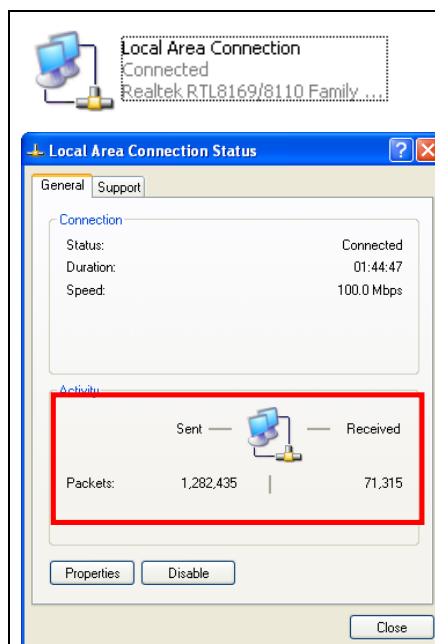 Local Area Connection
Connected
Realtek RTL8169/8110 Family ...
Local Area Connection Status
General Support
Connection
Status: Connected
Duration: 01:44:47
Speed: 100.0 Mbps
Activity
Sent Received
Packets: 1,282,435 71,315
Properties Disable
Close